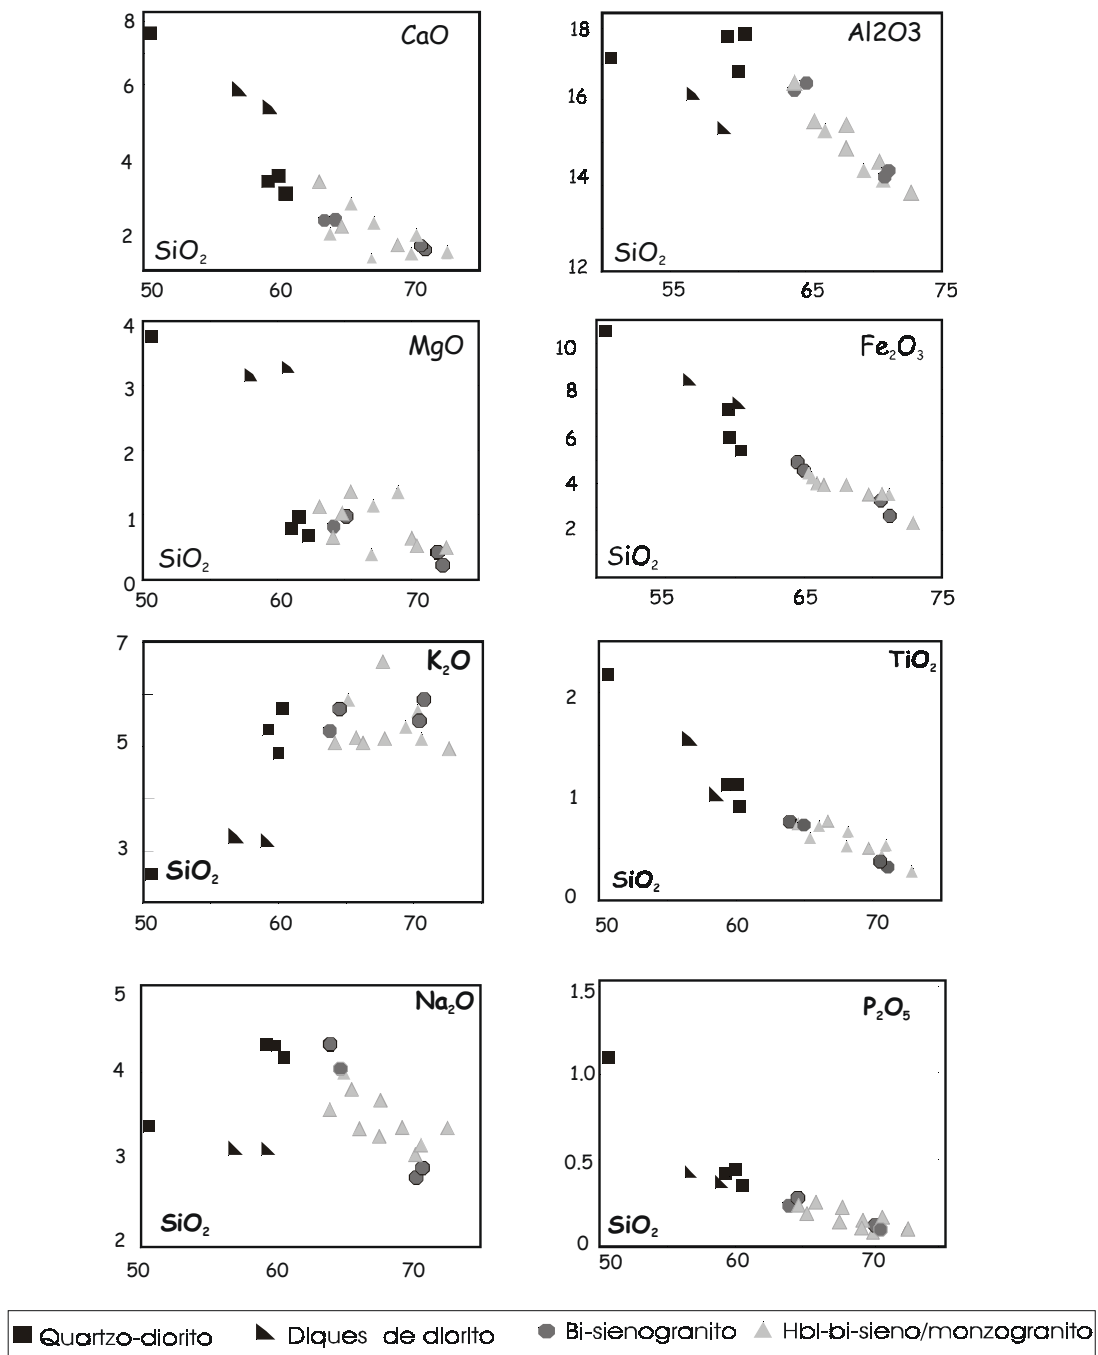 8
CaO
6
4
2
SiO₂
50
60
70
18
Al2O3
16
14
12
SiO₂
55
65
75
4
MgO
3
2
1
0
SiO₂
50
60
70
10
Fe₂O₃
8
6
4
2
SiO₂
55
65
75
7
K₂O
5
3
SiO₂
50
60
70
TiO₂
2
1
0
SiO₂
50
60
70
5
Na₂O
4
3
2
SiO₂
50
60
70
1.5
P₂O₅
1.0
0.5
0
SiO₂
50
60
70
Quartzo-diorito
Diques de diorito
Bi-sienogranito
Hbl-bi-sieno/monzogranito